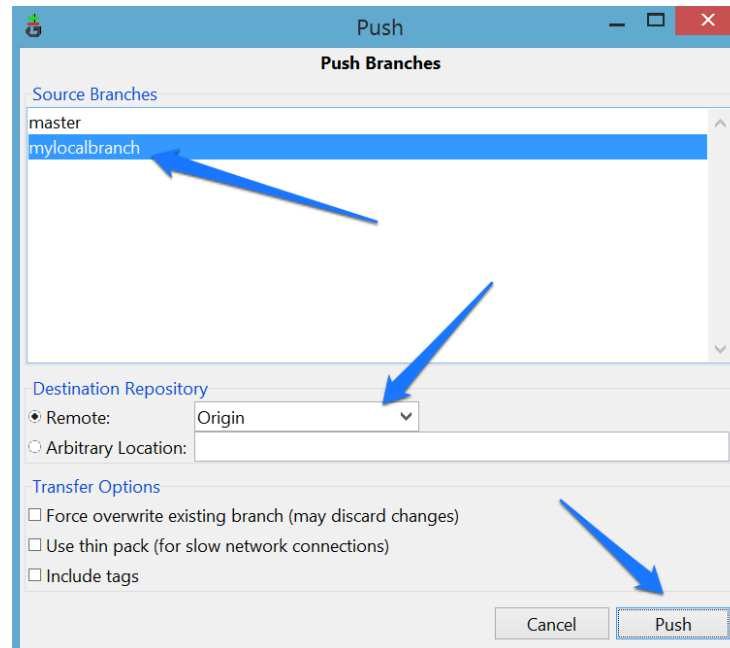 Push
Push Branches
Source Branches
master
mylocalbranch
Destination Repository
Remote: Origin
Arbitrary Location:
Transfer Options
Force overwrite existing branch (may discard changes)
Use thin pack (for slow network connections)
Include tags
Cancel Push